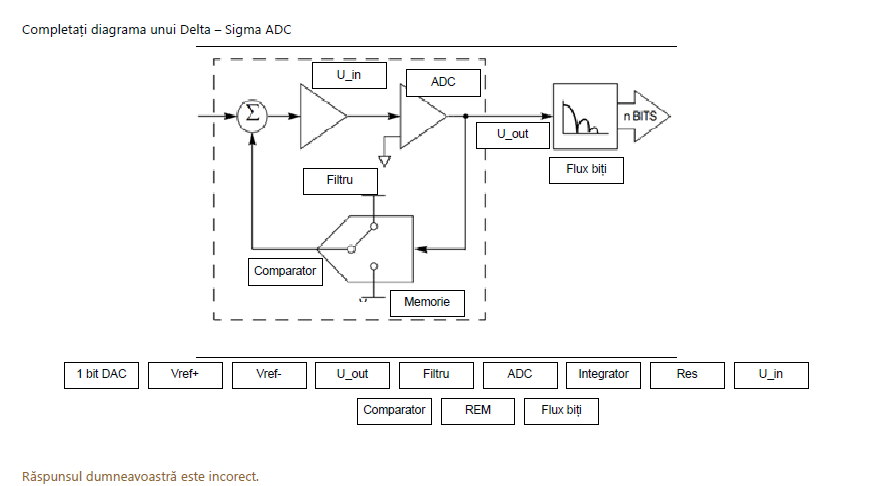 Completați diagrama unui Delta – Sigma ADC
U_in
ADC
Σ
n BITS
U_out
Flux biți
Filtru
Comparator
Memorie
1 bit DAC Vref+ Vref- U_out Filtru ADC Integrator Res U_in
Comparator REM Flux biți
Răspunsul dumneavoastră este incorect.